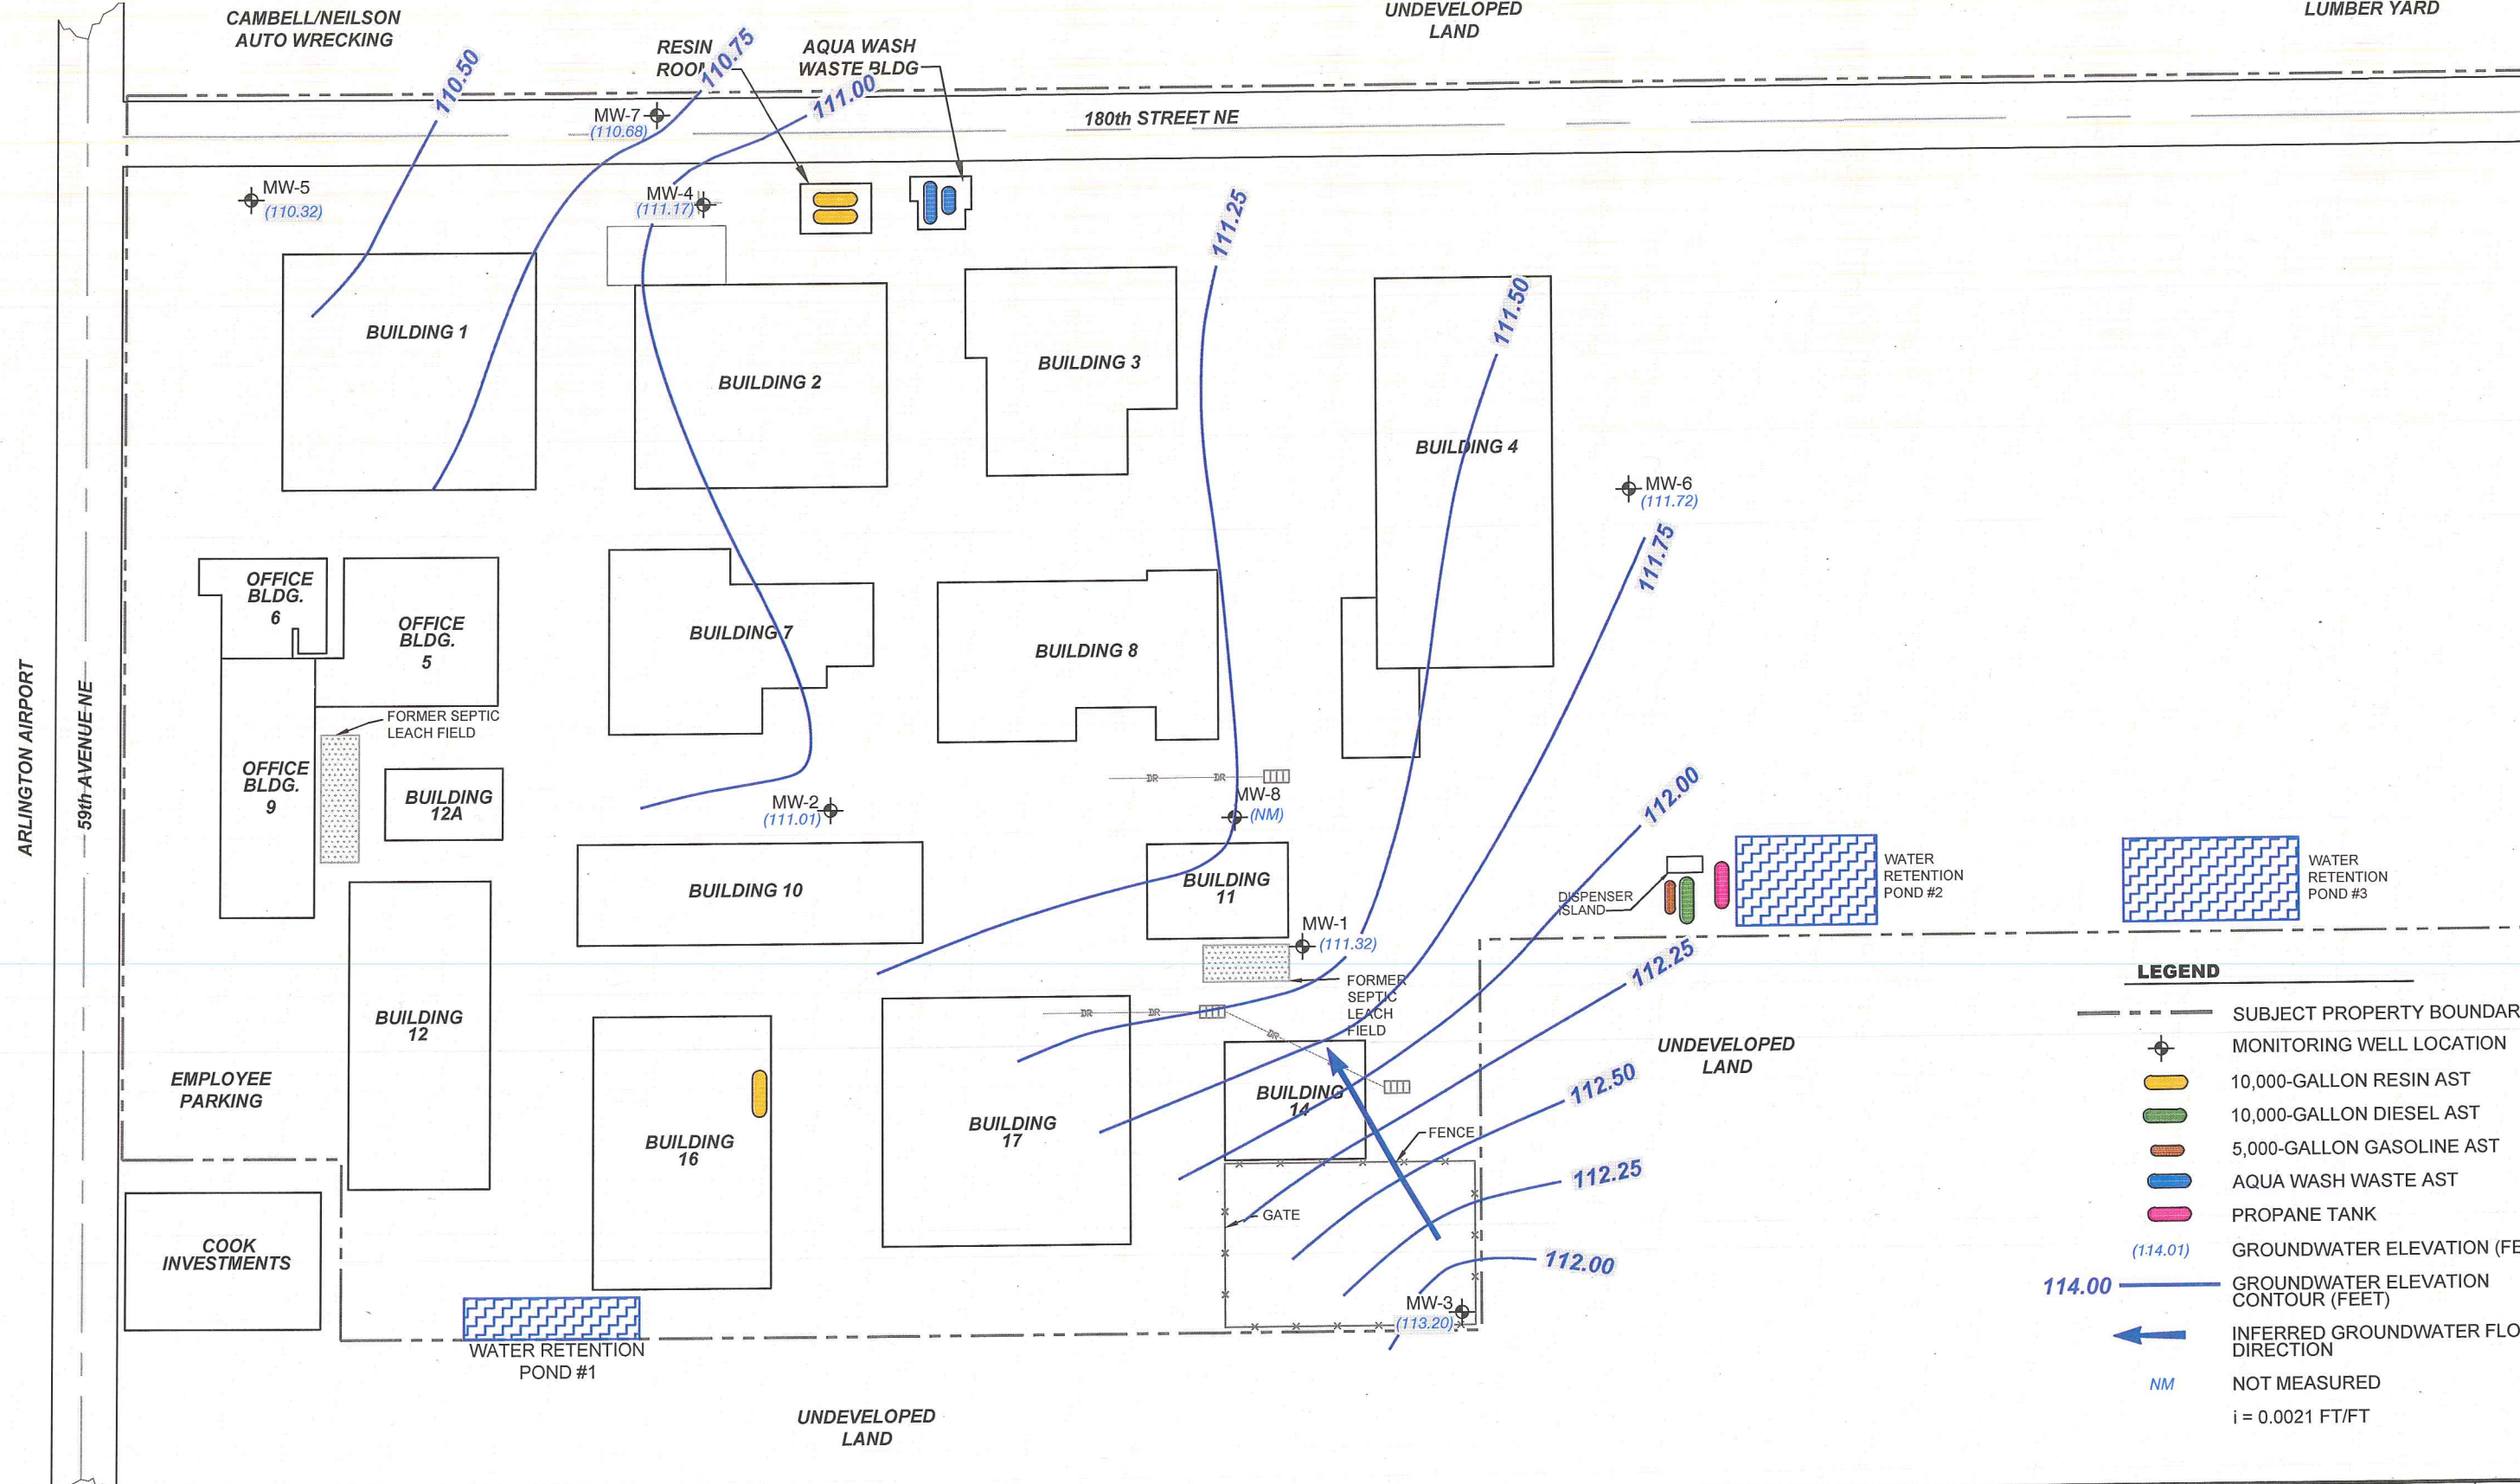 CAMBELL/NEILSON
AUTO WRECKING
UNDEVELOPED
LAND
LUMBER YARD
RESIN
ROOM
AQUA WASH
WASTE BLDG
110.50
110.75
111.00
180th STREET NE
MW-7
(110.68)
MW-5
(110.32)
MW-4
(111.17)
111.25
111.50
BUILDING 1
BUILDING 2
BUILDING 3
BUILDING 4
MW-6
(111.72)
111.75
OFFICE
BLDG.
6
OFFICE
BLDG.
5
BUILDING 7
BUILDING 8
ARLINGTON AIRPORT
59th AVENUE NE
FORMER SEPTIC
LEACH FIELD
OFFICE
BLDG.
9
BUILDING
12A
MW-2
(111.01)
DR
DR
MW-8
(NM)
112.00
BUILDING 10
BUILDING
11
DISPENSER
ISLAND
WATER
RETENTION
POND #2
WATER
RETENTION
POND #3
MW-1
(111.32)
112.25
FORMER
SEPTIC
LEACH
FIELD
BUILDING
12
DR
DR
DR
EMPLOYEE
PARKING
BUILDING
16
BUILDING
17
BUILDING
14
FENCE
GATE
UNDEVELOPED
LAND
112.50
112.25
112.00
COOK
INVESTMENTS
MW-3
(113.20)
WATER RETENTION
POND #1
UNDEVELOPED
LAND
LEGEND
SUBJECT PROPERTY BOUNDAR
MONITORING WELL LOCATION
10,000-GALLON RESIN AST
10,000-GALLON DIESEL AST
5,000-GALLON GASOLINE AST
AQUA WASH WASTE AST
PROPANE TANK
(114.01) GROUNDWATER ELEVATION (FE
114.00 GROUNDWATER ELEVATION
CONTOUR (FEET)
INFERRED GROUNDWATER FLO
DIRECTION
NM NOT MEASURED
i = 0.0021 FT/FT